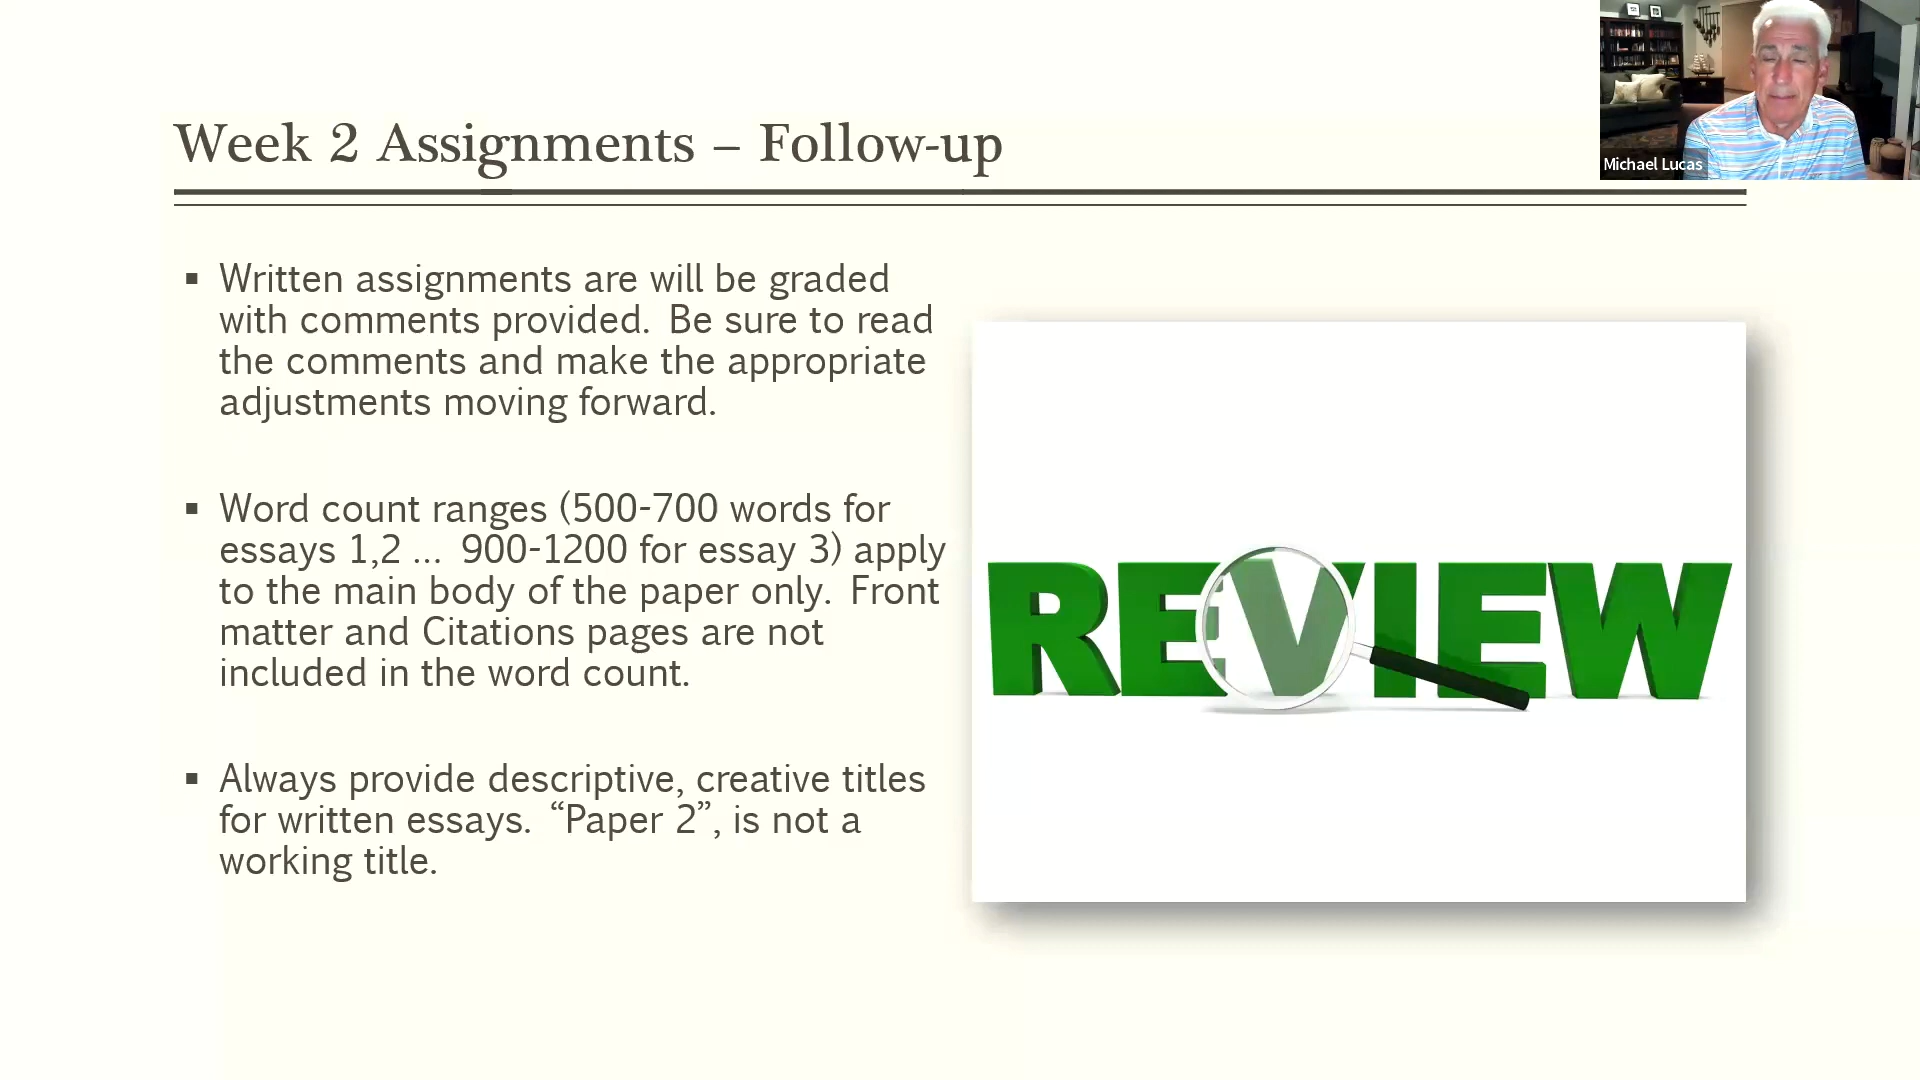 Week 2 Assignments – Follow-up
Michael Lucas
▪ Written assignments are will be graded
with comments provided.  Be sure to read
the comments and make the appropriate
adjustments moving forward.
▪ Word count ranges (500-700 words for
essays 1,2 …  900-1200 for essay 3) apply
to the main body of the paper only.  Front
matter and Citations pages are not
included in the word count.
▪ Always provide descriptive, creative titles
for written essays.  “Paper 2”, is not a
working title.
REVIEW